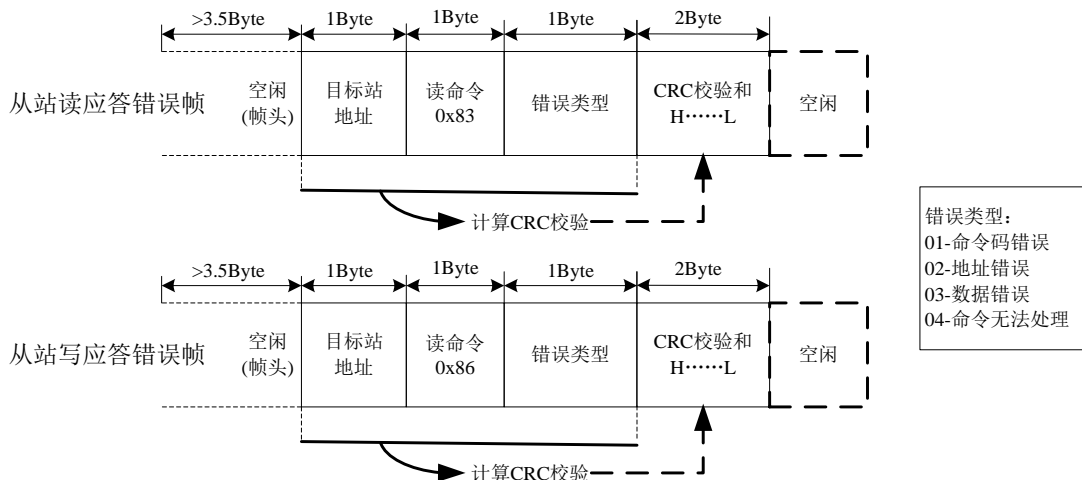 >3.5Byte 1Byte 1Byte 1Byte 2Byte
从站读应答错误帧
空闲
(帧头)
目标站
地址
读命令
0x83
错误类型
CRC校验和
H……L
空闲
计算CRC校验
>3.5Byte 1Byte 1Byte 1Byte 2Byte
从站写应答错误帧
空闲
(帧头)
目标站
地址
读命令
0x86
错误类型
CRC校验和
H……L
空闲
计算CRC校验
错误类型:
01-命令码错误
02-地址错误
03-数据错误
04-命令无法处理